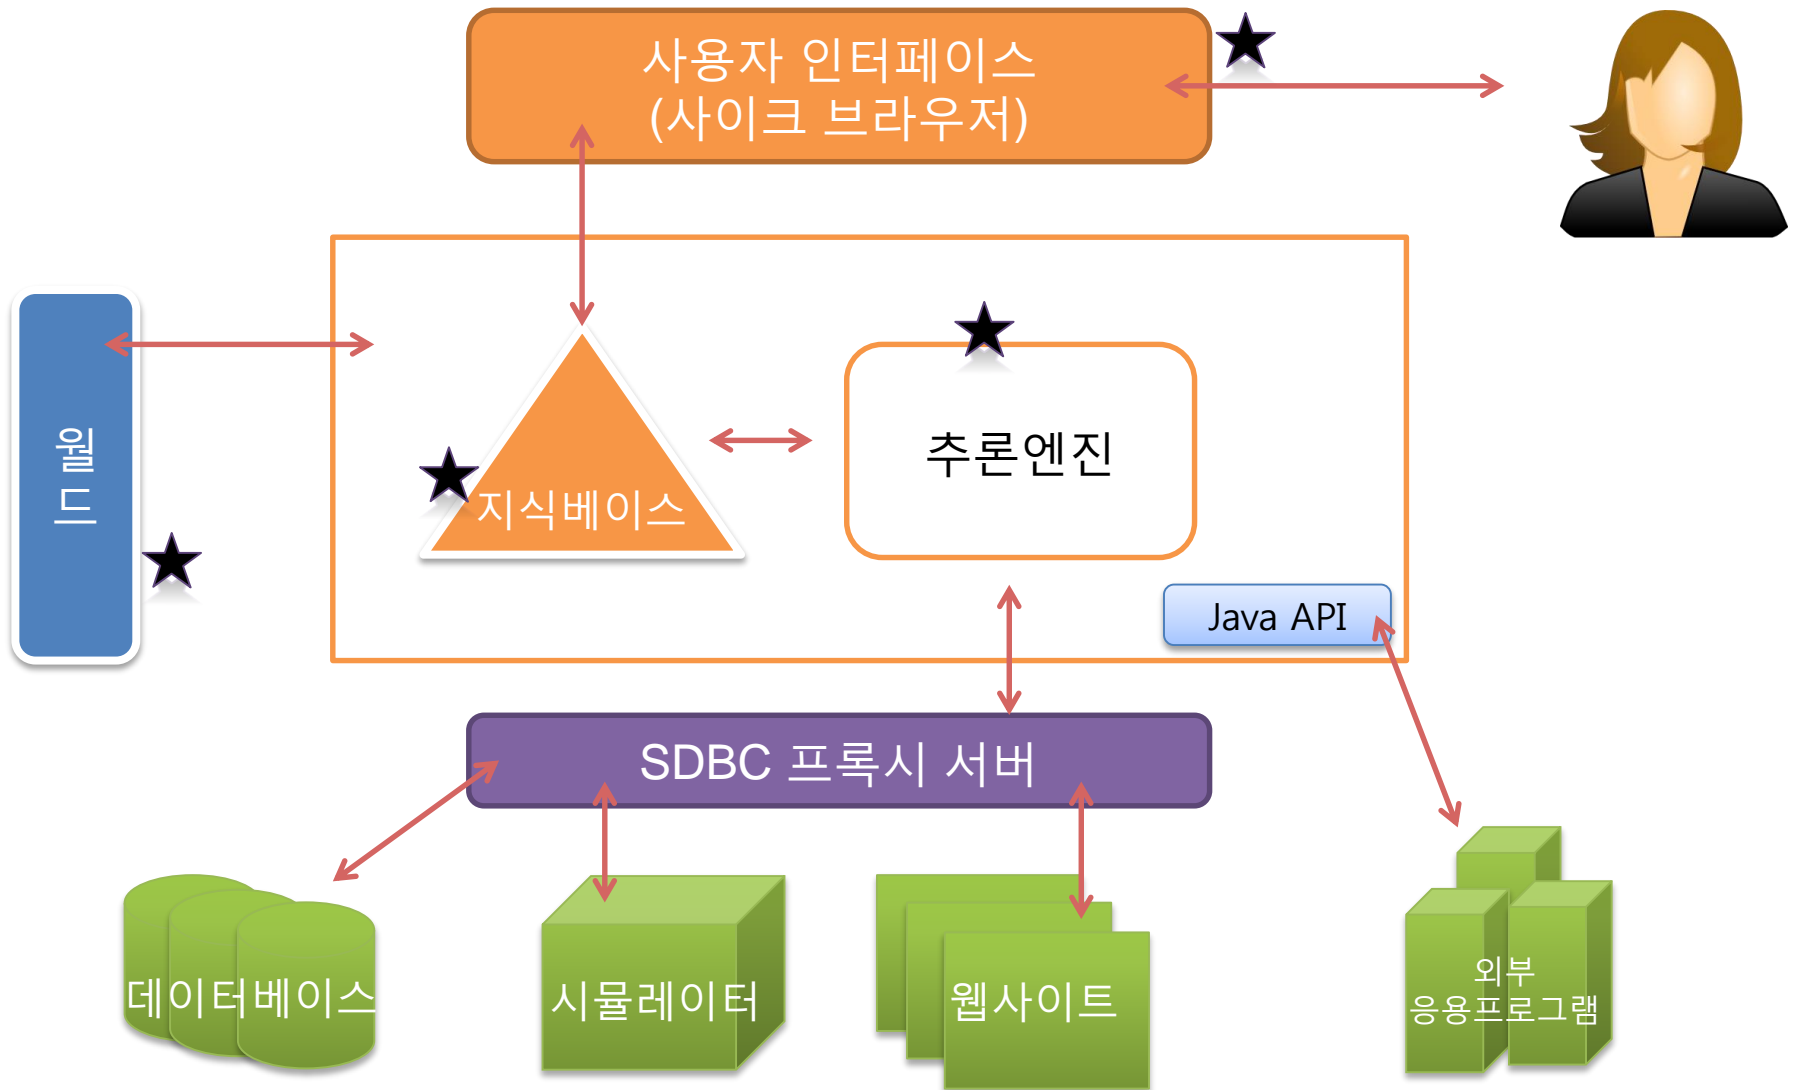 사용자 인터페이스
(사이크 브라우저)
월
드
지식베이스
추론엔진
Java API
SDBC 프록시 서버
데이터베이스
시뮬레이터
웹사이트
외부
응용프로그램